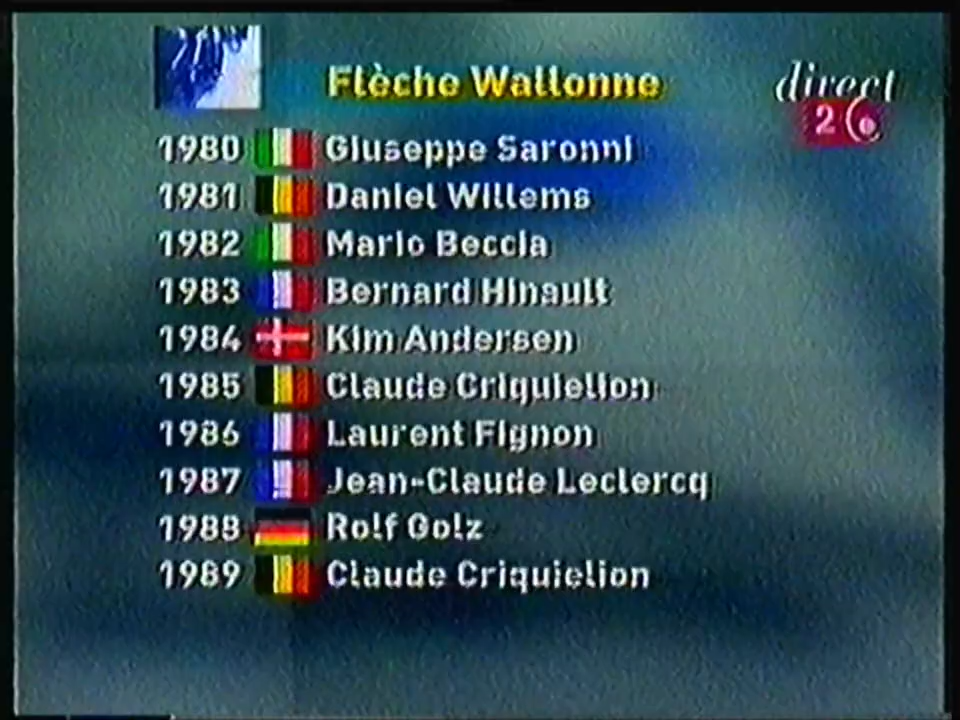 Flèche Wallonne
direct
2
1980 Giuseppe Saronni
1981 Daniel Willems
1982 Mario Beccia
1983 Bernard Hinault
1984 Kim Andersen
1985 Claude Criquielion
1986 Laurent Fignon
1987 Jean-Claude Leclercq
1988 Rolf Golz
1989 Claude Criquielion